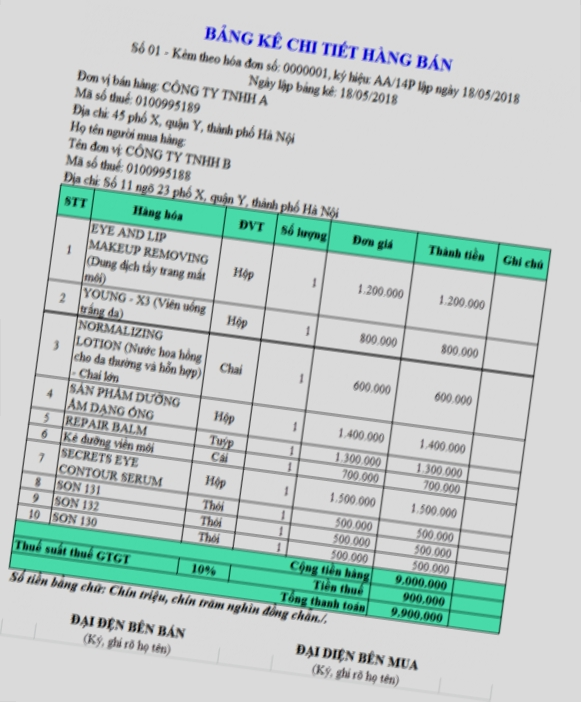 BẢNG KÊ CHI TIẾT HÀNG BÁN
Số 01 - Kèm theo hóa đơn số: 0000001, ký hiệu: AA/14P lập ngày 18/05/2018
Ngày lập bảng kê: 18/05/2018
Đơn vị bán hàng: CÔNG TY TNHH A
Mã số thuế: 0100995189
Địa chỉ: 45 phố X, quận Y, thành phố Hà Nội
Họ tên người mua hàng:
Tên đơn vị: CÔNG TY TNHH B
Mã số thuế: 0100995188
Địa chỉ: Số 11 ngõ 23 phố X, quận Y, thành phố Hà Nội
STT Hàng hóa ĐVT Số lượng Đơn giá Thành tiền Ghi chú
EYE AND LIP
MAKEUP REMOVING
(Dung dịch tẩy trang mắt
môi)
1 Hộp 1 1.200.000 1.200.000
YOUNG - X3 (Viên uống
trắng da)
2 Hộp 1 800.000 800.000
NORMALIZING
LOTION (Nước hoa hồng
cho da thường và hỗn hợp)
- Chai lớn
3 Chai 1 600.000 600.000
SẢN PHẨM DƯỠNG
ẨM DẠNG ỐNG
4 Hộp 1 1.400.000 1.400.000
5 REPAIR BALM Tuýp 1 1.300.000 1.300.000
6 Kẻ dưỡng viền môi Cái 1 700.000 700.000
SECRETS EYE
CONTOUR SERUM
7 Hộp 1 1.500.000 1.500.000
8 SON 131 Thỏi 1 500.000 500.000
9 SON 132 Thỏi 1 500.000 500.000
10 SON 130 Thỏi 1 500.000 500.000
Cộng tiền hàng 9.000.000
Thuế suất thuế GTGT 10% Tiền thuế 900.000
Tổng thanh toán 9.900.000
Số tiền bằng chữ: Chín triệu, chín trăm nghìn đồng chẵn./.
ĐẠI DIỆN BÊN BÁN
(Ký, ghi rõ họ tên)
ĐẠI DIỆN BÊN MUA
(Ký, ghi rõ họ tên)